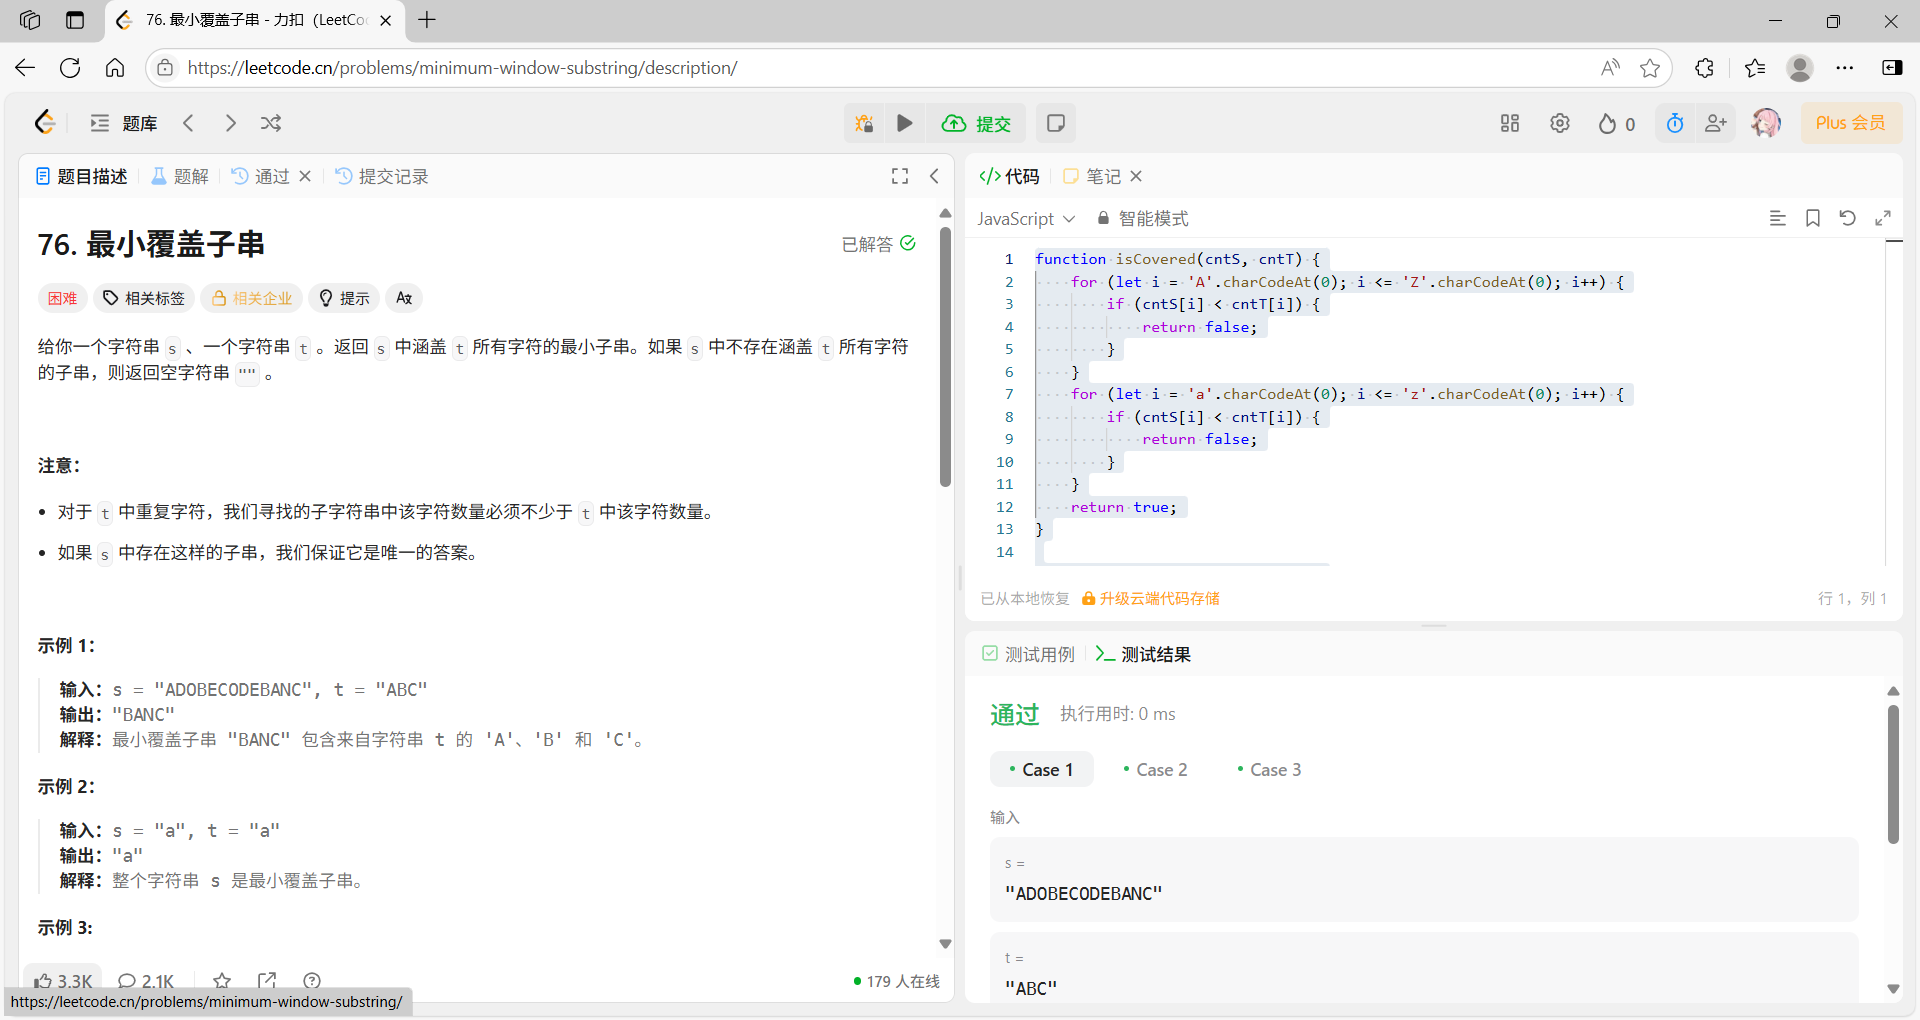 76. 最小覆盖子串 - 力扣（LeetCo
https://leetcode.cn/problems/minimum-window-substring/description/
题库
提交
0
Plus 会员
题目描述
题解
通过
提交记录
76. 最小覆盖子串
已解答
困难
相关标签
相关企业
提示
给你一个字符串 s 、一个字符串 t 。返回 s 中涵盖 t 所有字符的最小子串。如果 s 中不存在涵盖 t 所有字符
的子串，则返回空字符串 "" 。
注意：
• 对于 t 中重复字符，我们寻找的子字符串中该字符数量必须不少于 t 中该字符数量。
• 如果 s 中存在这样的子串，我们保证它是唯一的答案。
示例 1：
输入：s = "ADOBECODEBANC", t = "ABC"
输出："BANC"
解释：最小覆盖子串 "BANC" 包含来自字符串 t 的 'A'、'B' 和 'C'。
示例 2：
输入：s = "a", t = "a"
输出："a"
解释：整个字符串 s 是最小覆盖子串。
示例 3:
3.3K
2.1K
179 人在线
https://leetcode.cn/problems/minimum-window-substring/
代码
笔记
JavaScript
智能模式
1 function isCovered(cntS, cntT) {
2     for (let i = 'A'.charCodeAt(0); i <= 'Z'.charCodeAt(0); i++) {
3         if (cntS[i] < cntT[i]) {
4             return false;
5         }
6     }
7     for (let i = 'a'.charCodeAt(0); i <= 'z'.charCodeAt(0); i++) {
8         if (cntS[i] < cntT[i]) {
9             return false;
10         }
11     }
12     return true;
13 }
14
已从本地恢复
升级云端代码存储
行 1，列 1
测试用例
测试结果
通过
执行用时: 0 ms
• Case 1
• Case 2
• Case 3
输入
s =
"ADOBECODEBANC"
t =
"ABC"